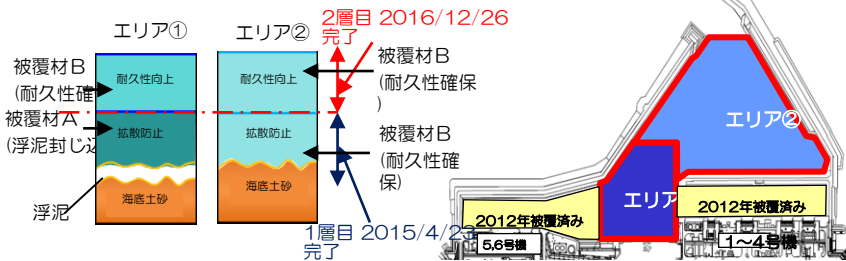 エリア①
エリア②
2層目 2016/12/26
完了
被覆材B
(耐久性確
被覆材A
(浮泥封じ込
浮泥
耐久性向上
拡散防止
海底土砂
耐久性向上
拡散防止
海底土砂
被覆材B
(耐久性確保
)
被覆材B
(耐久性確
保)
1層目 2015/4/23
完了
エリア②
エリア
2012年被覆済み
2012年被覆済み
5,6号機
1～4号機